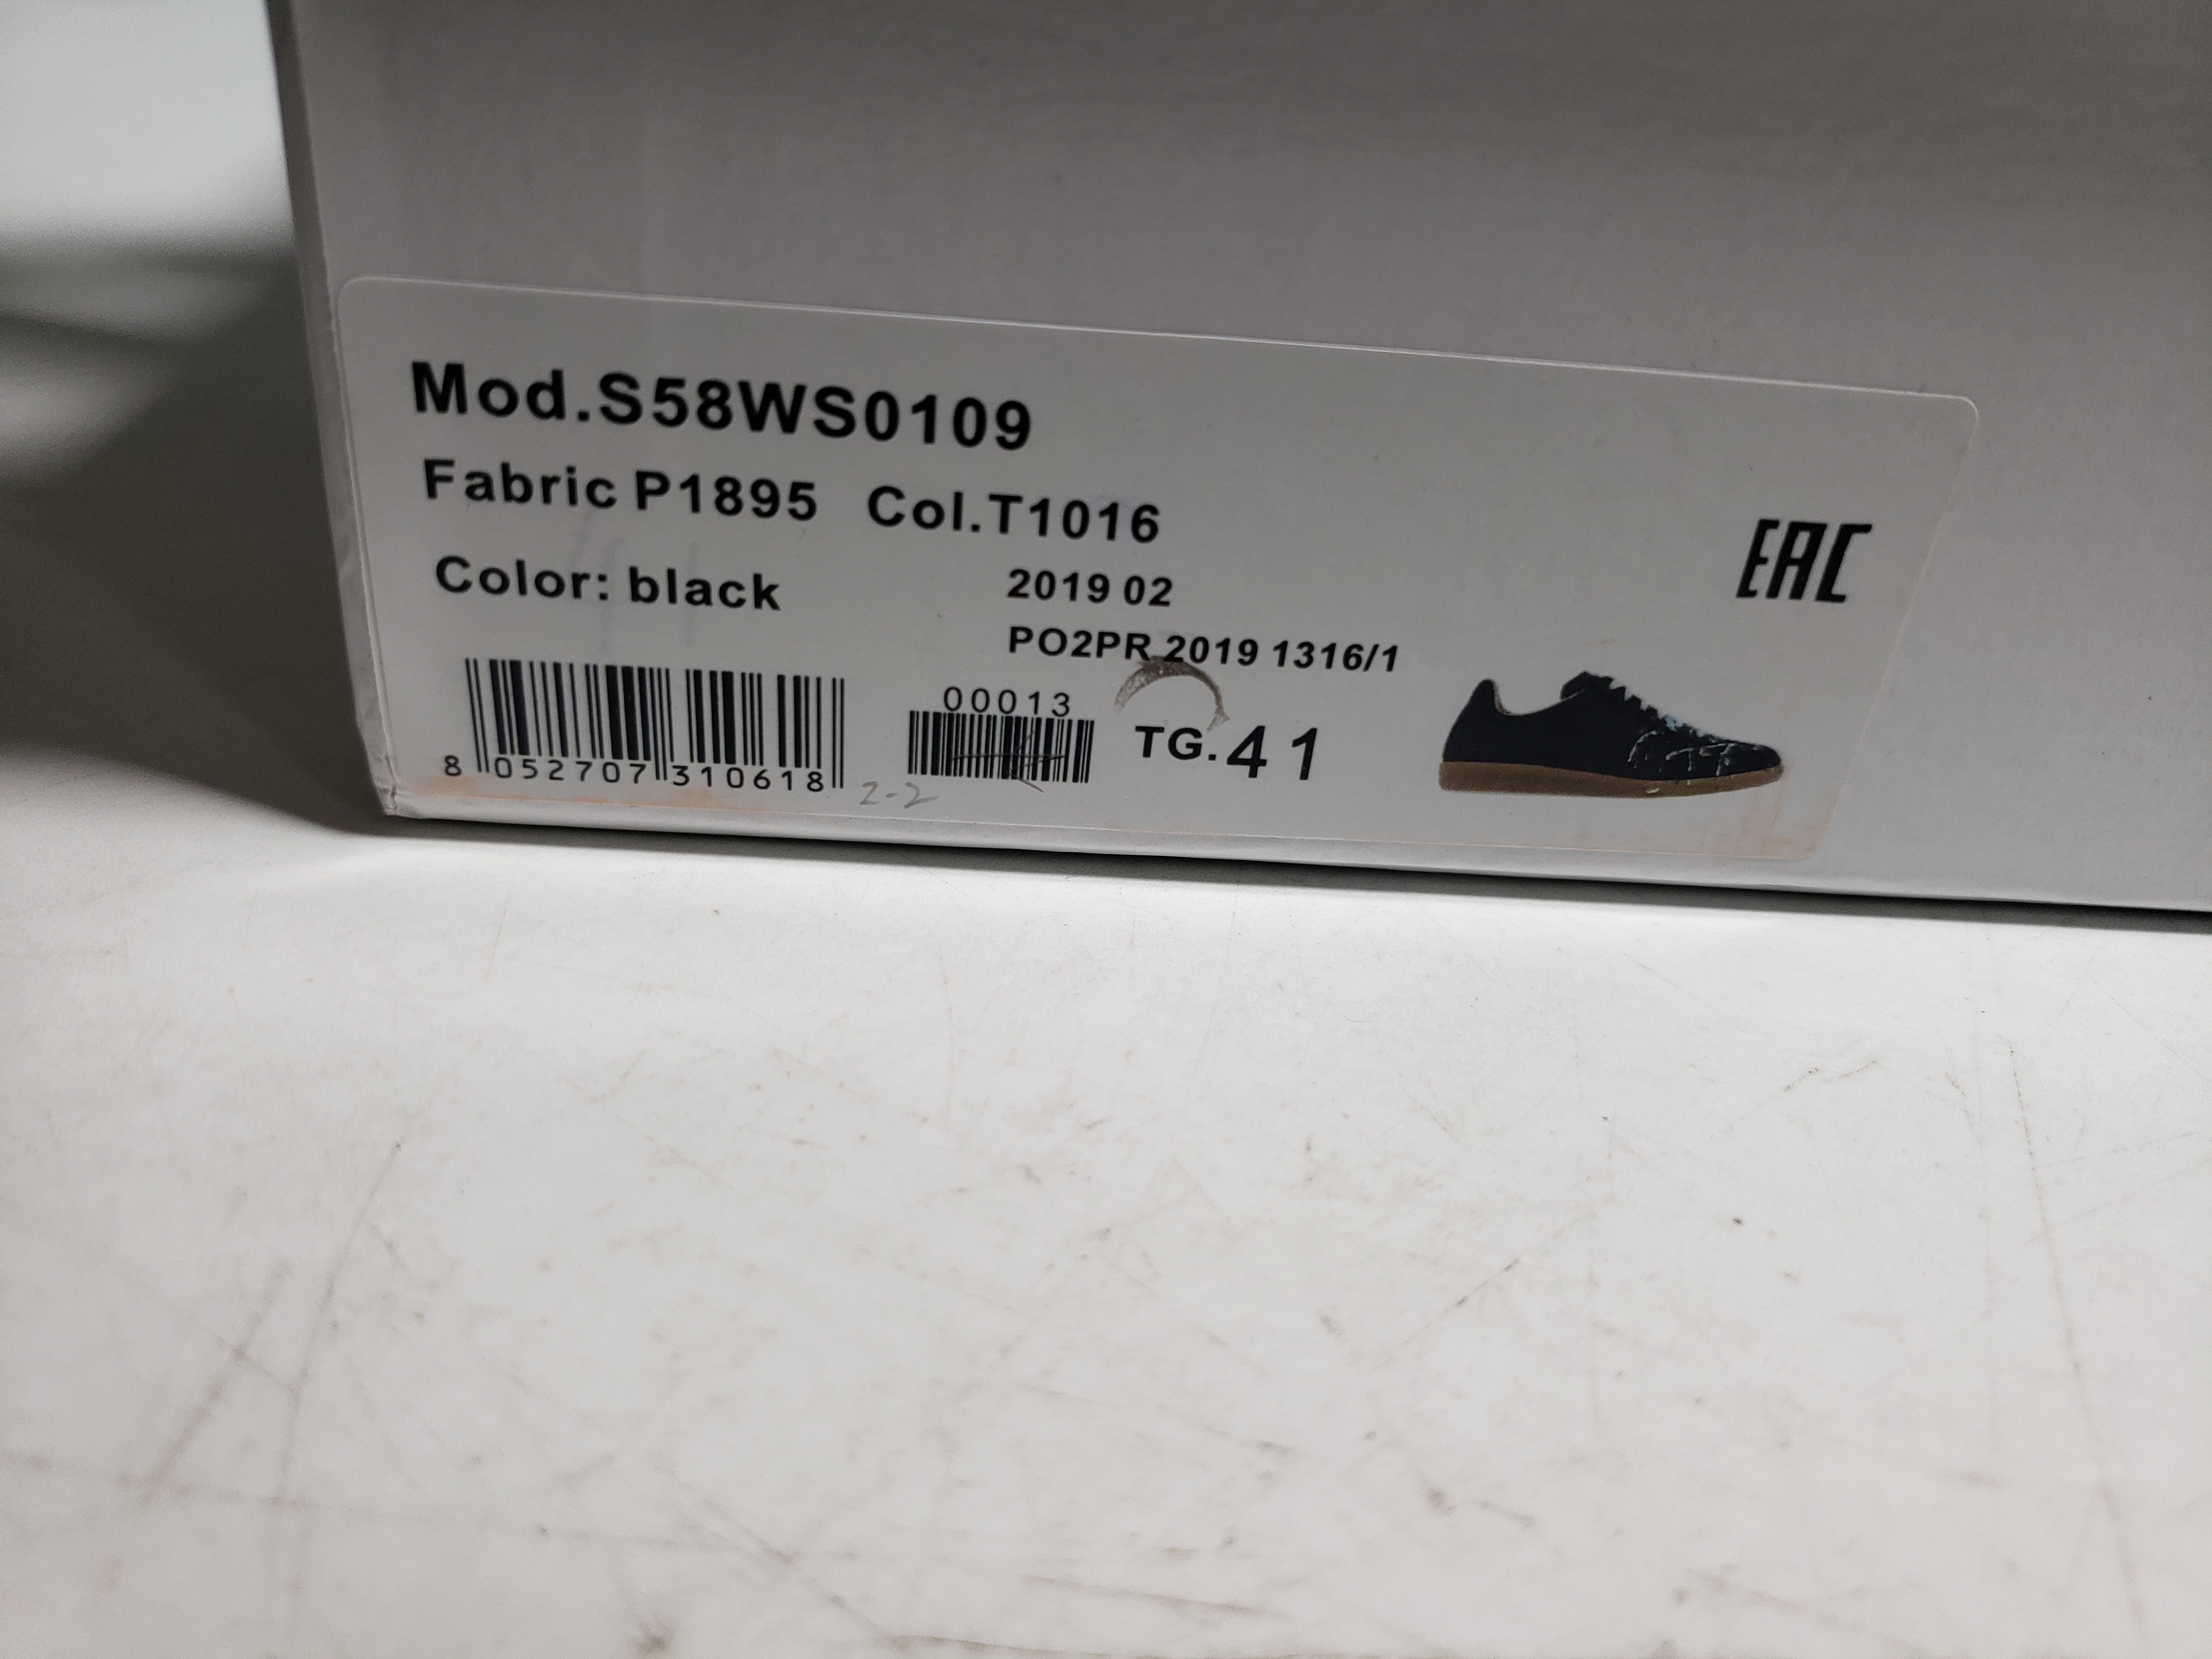 Mod.S58WS0109
Fabric P1895 Col.T1016
EAC
Color: black
2019 02
PO2PR 2019 1316/1
00013
TG.41
8 052707 310618
2-2